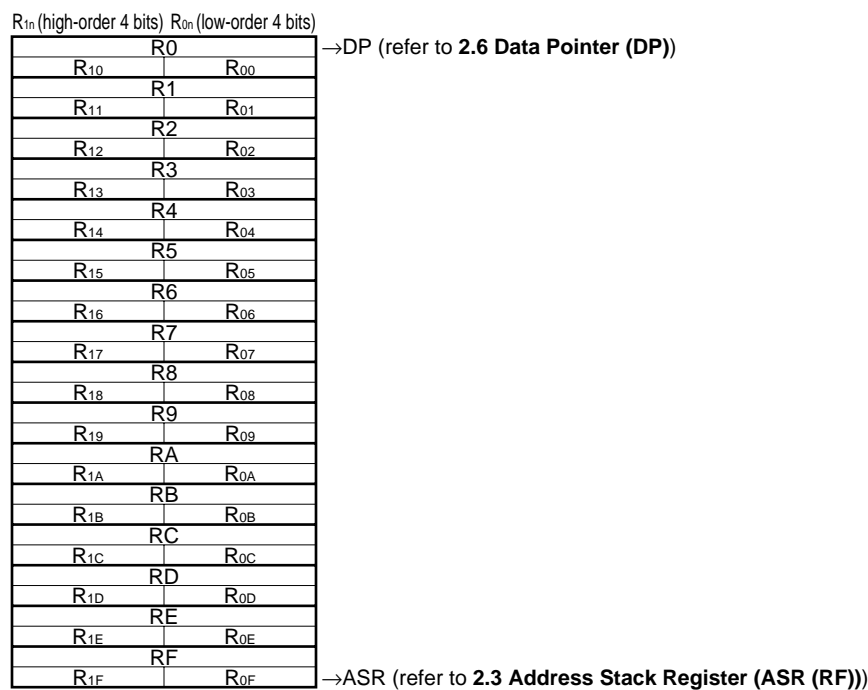 R1n (high-order 4 bits) R0n (low-order 4 bits)
R0 →DP (refer to 2.6 Data Pointer (DP))
R10 R00
R1
R11 R01
R2
R12 R02
R3
R13 R03
R4
R14 R04
R5
R15 R05
R6
R16 R06
R7
R17 R07
R8
R18 R08
R9
R19 R09
RA
R1A R0A
RB
R1B R0B
RC
R1C R0C
RD
R1D R0D
RE
R1E R0E
RF
R1F R0F →ASR (refer to 2.3 Address Stack Register (ASR (RF)))